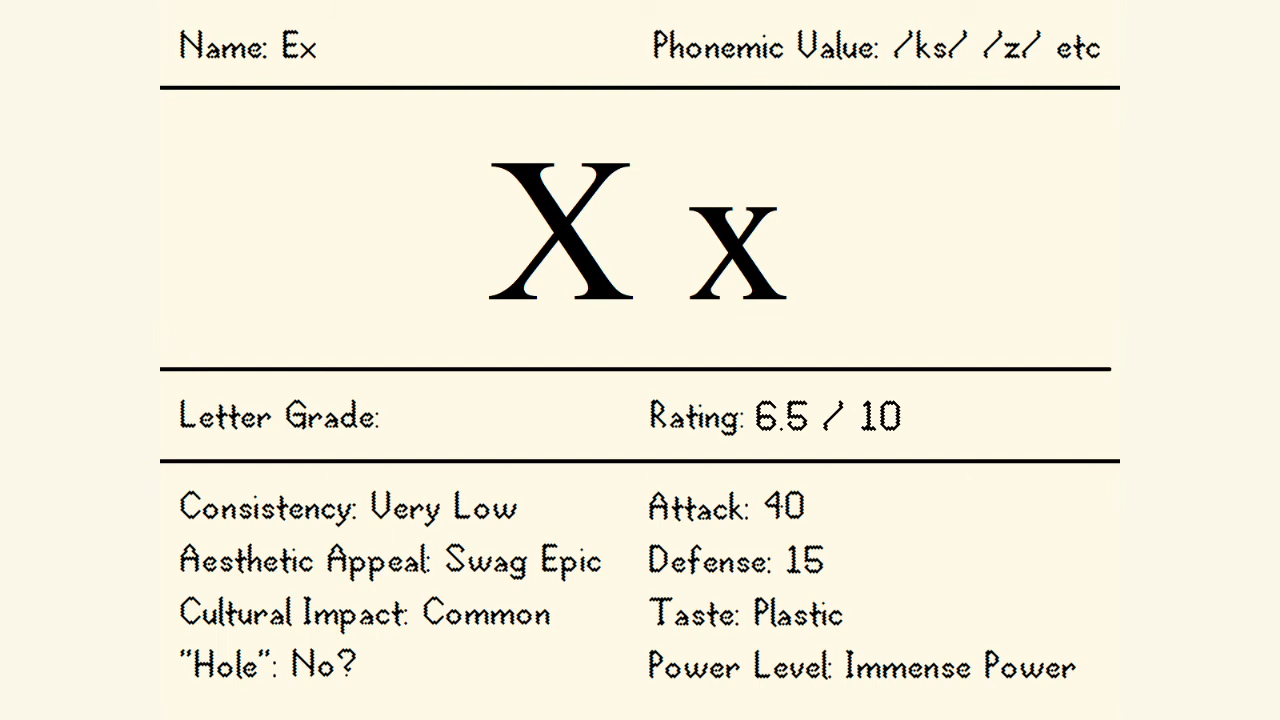 Name: Ex
Phonemic Value: /ks/ /z/ etc
X x
Letter Grade:
Rating: 6.5 / 10
Consistency: Very Low
Attack: 40
Aesthetic Appeal: Swag Epic
Defense: 15
Cultural Impact: Common
Taste: Plastic
"Hole": No?
Power Level: Immense Power